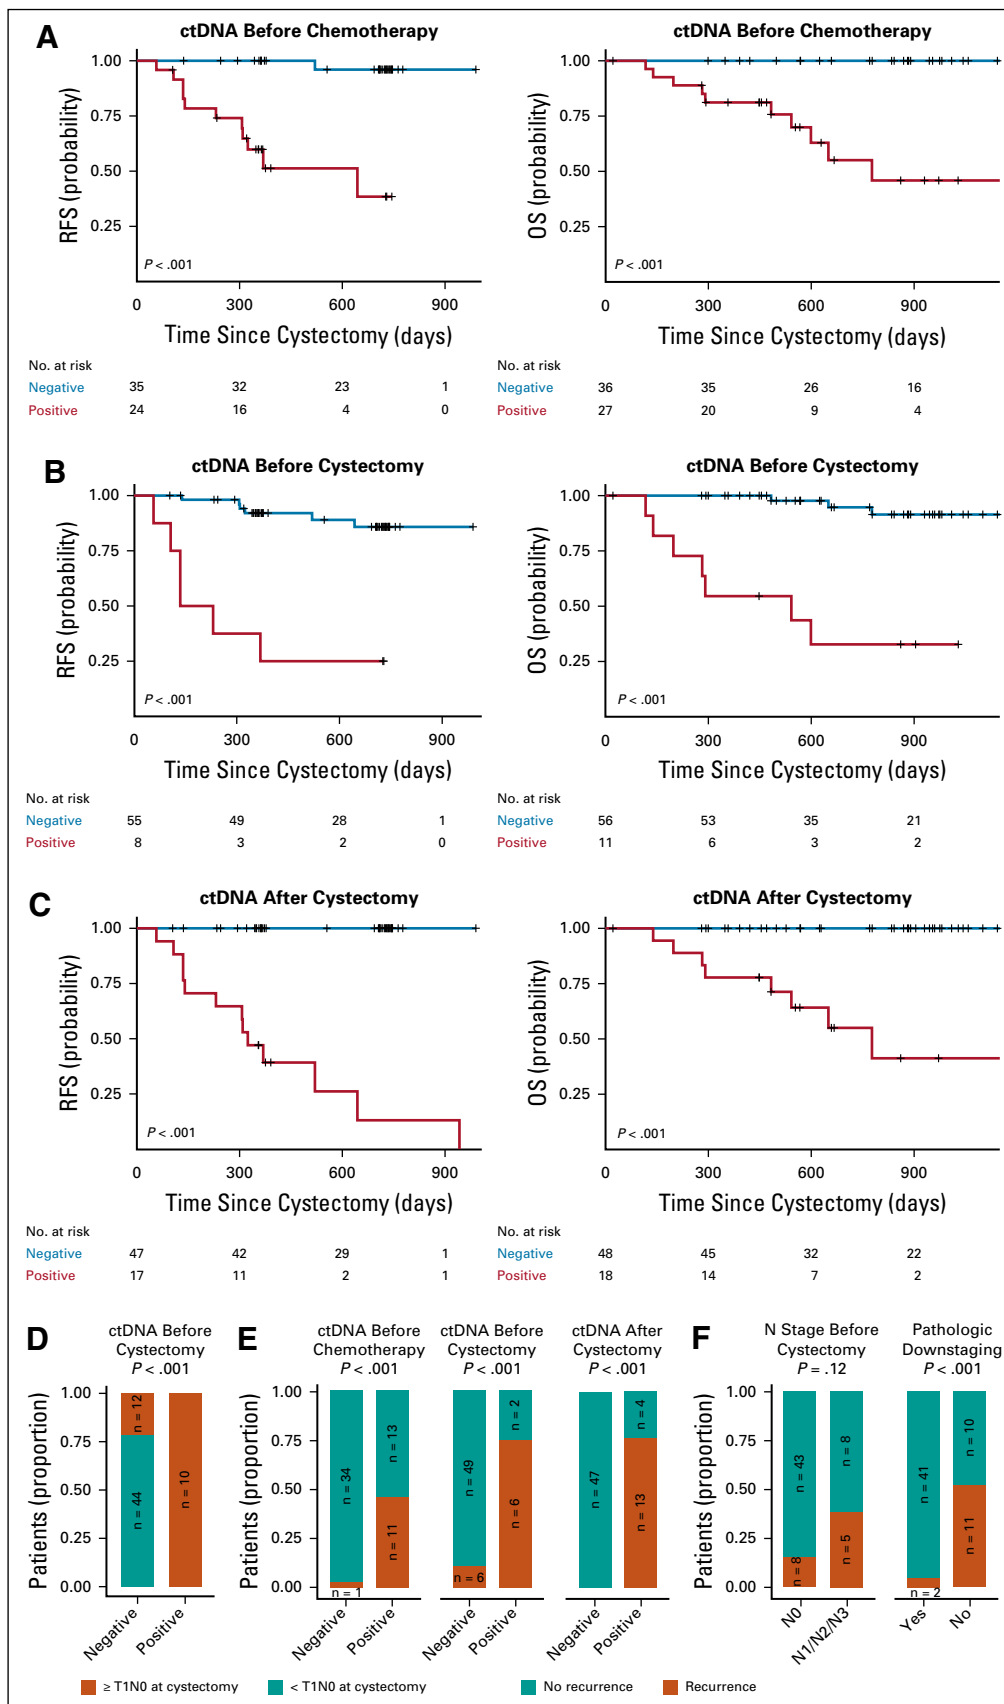 A
ctDNA Before Chemotherapy
ctDNA Before Chemotherapy
RFS (probability)
1.00
0.75
0.50
0.25
P < .001
0 300 600 900
Time Since Cystectomy (days)
OS (probability)
1.00
0.75
0.50
0.25
P < .001
0 300 600 900
Time Since Cystectomy (days)
No. at risk
Negative 35 32 23 1
Positive 24 16 4 0
No. at risk
Negative 36 35 26 16
Positive 27 20 9 4
B
ctDNA Before Cystectomy
ctDNA Before Cystectomy
RFS (probability)
1.00
0.75
0.50
0.25
P < .001
0 300 600 900
Time Since Cystectomy (days)
OS (probability)
1.00
0.75
0.50
0.25
P < .001
0 300 600 900
Time Since Cystectomy (days)
No. at risk
Negative 55 49 28 1
Positive 8 3 2 0
No. at risk
Negative 56 53 35 21
Positive 11 6 3 2
C
ctDNA After Cystectomy
ctDNA After Cystectomy
RFS (probability)
1.00
0.75
0.50
0.25
P < .001
0 300 600 900
Time Since Cystectomy (days)
OS (probability)
1.00
0.75
0.50
0.25
P < .001
0 300 600 900
Time Since Cystectomy (days)
No. at risk
Negative 47 42 29 1
Positive 17 11 2 1
No. at risk
Negative 48 45 32 22
Positive 18 14 7 2
D
ctDNA Before
Cystectomy
P < .001
Patients (proportion)
1.00
0.75
0.50
0.25
0.00
n = 12
n = 44
n = 10
Negative
Positive
E
ctDNA Before
Chemotherapy
P < .001
ctDNA Before
Cystectomy
P < .001
ctDNA After
Cystectomy
P < .001
Patients (proportion)
1.00
0.75
0.50
0.25
0.00
n = 34
n = 1
n = 13
n = 11
n = 49
n = 6
n = 2
n = 6
n = 47
n = 4
n = 13
Negative
Positive
Negative
Positive
Negative
Positive
F
N Stage Before
Cystectomy
P = .12
Pathologic
Downstaging
P < .001
Patients (proportion)
1.00
0.75
0.50
0.25
0.00
n = 43
n = 8
n = 8
n = 5
n = 41
n = 2
n = 10
n = 11
N0
N1/N2/N3
Yes
No
≥ T1N0 at cystectomy
< T1N0 at cystectomy
No recurrence
Recurrence